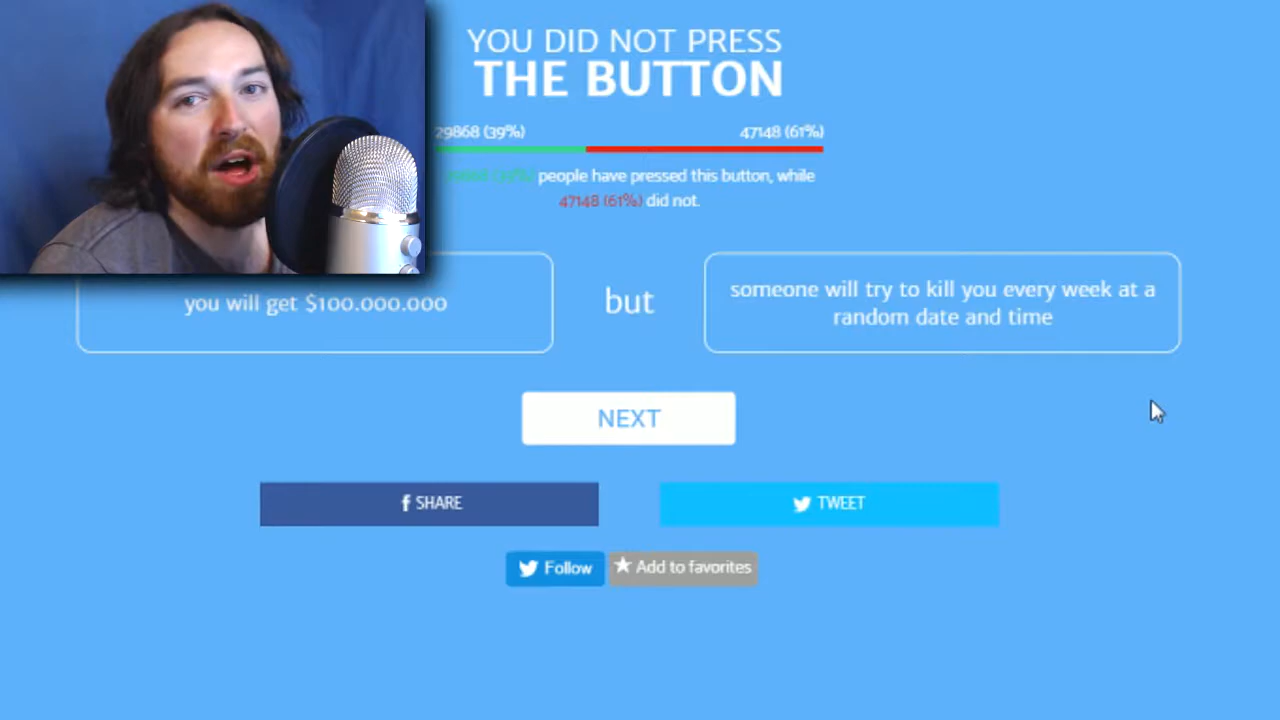 YOU DID NOT PRESS
THE BUTTON
29868 (39%) 47148 (61%)
people have pressed this button, while
47148 (61%) did not.
you will get $100.000.000
but
someone will try to kill you every week at a
random date and time
NEXT
f SHARE
TWEET
Follow
Add to favorites